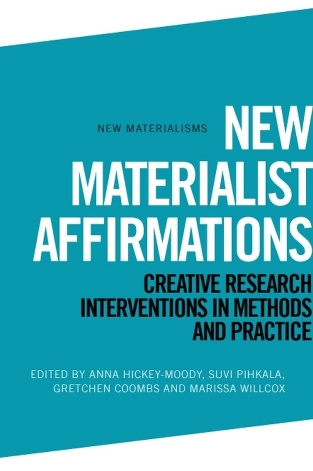 NEW MATERIALISMS
NEW
MATERIALIST
AFFIRMATIONS
CREATIVE RESEARCH
INTERVENTIONS IN METHODS
AND PRACTICE
EDITED BY ANNA HICKEY-MOODY, SUVI PIHKALA,
GRETCHEN COOMBS AND MARISSA WILLCOX